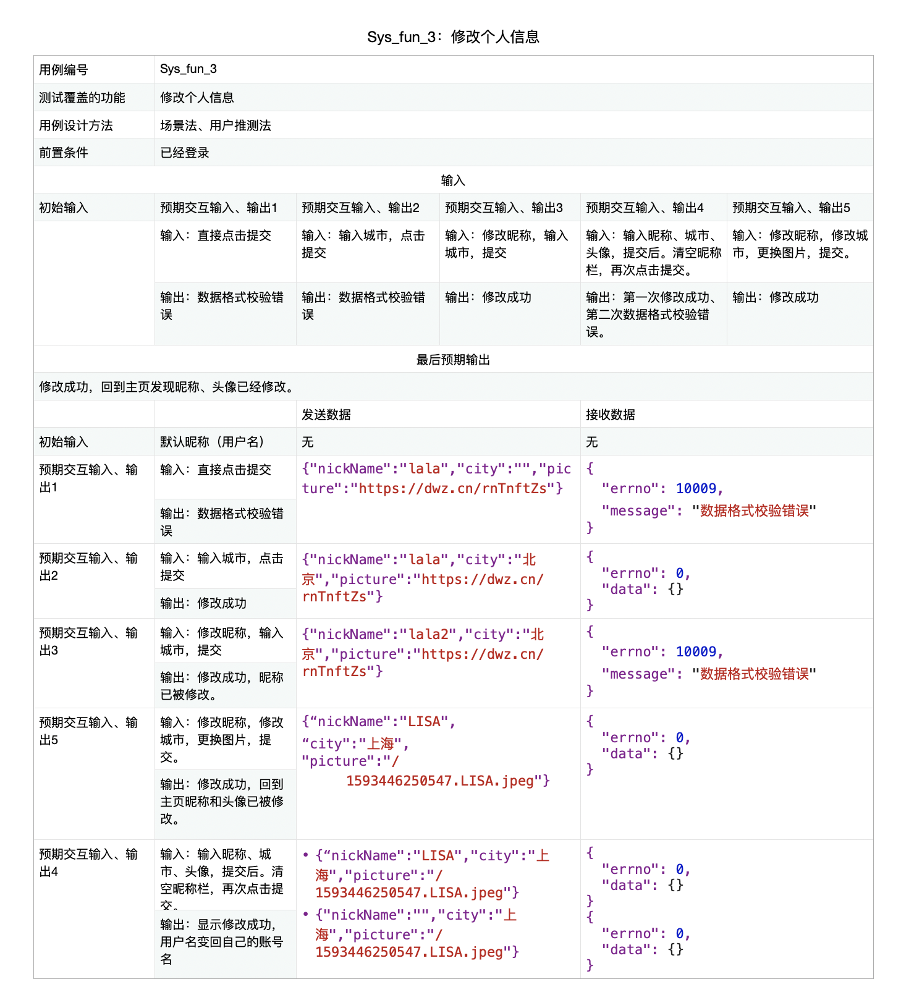 Sys_fun_3：修改个人信息
用例编号
Sys_fun_3
测试覆盖的功能
修改个人信息
用例设计方法
场景法、用户推测法
前置条件
已经登录
输入
初始输入
预期交互输入、输出1
预期交互输入、输出2
预期交互输入、输出3
预期交互输入、输出4
预期交互输入、输出5
输入：直接点击提交
输入：输入城市，点击
提交
输入：修改昵称，输入
城市，提交
输入：输入昵称、城市、
头像，提交后。清空昵称
栏，再次点击提交。
输入：修改昵称，修改城
市，更换图片，提交。
输出：数据格式校验错
误
输出：数据格式校验错
误
输出：修改成功
输出：第一次修改成功、
第二次数据格式校验错
误。
输出：修改成功
最后预期输出
修改成功，回到主页发现昵称、头像已经修改。
发送数据
接收数据
初始输入
默认昵称（用户名）
无
无
预期交互输入、输
出1
输入：直接点击提交
输出：数据格式校验错
误
{"nickName":"lala","city":"","pic
ture":"https://dwz.cn/rnTnftZs"}
{
"errno": 10009,
"message": "数据格式校验错误"
}
预期交互输入、输
出2
输入：输入城市，点击
提交
输出：修改成功
{"nickName":"lala","city":"北
京","picture":"https://dwz.cn/
rnTnftZs"}
{
"errno": 0,
"data": {}
}
预期交互输入、输
出3
输入：修改昵称，输入
城市，提交
输出：修改成功，昵称
已被修改。
{"nickName":"lala2","city":"北
京","picture":"https://dwz.cn/
rnTnftZs"}
{
"errno": 10009,
"message": "数据格式校验错误"
}
预期交互输入、输
出5
输入：修改昵称，修改
城市，更换图片，提
交。
输出：修改成功，回到
主页昵称和头像已被修
改。
{“nickName":"LISA",
“city":"上海",
"picture":"/
1593446250547.LISA.jpeg"}
{
"errno": 0,
"data": {}
}
预期交互输入、输
出4
输入：输入昵称、城
市、头像，提交后。清
空昵称栏，再次点击提
交。
输出：显示修改成功，
用户名变回自己的账号
名
• {“nickName":"LISA","city":"上
海","picture":"/
1593446250547.LISA.jpeg"}
• {"nickName":"","city":"上
海","picture":"/
1593446250547.LISA.jpeg"}
{
"errno": 0,
"data": {}
}
{
"errno": 0,
"data": {}
}